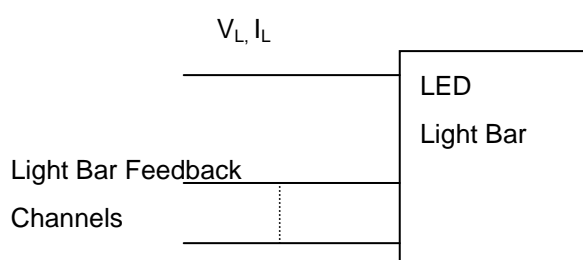 V_L, I_L
LED
Light Bar
Light Bar Feedback
Channels